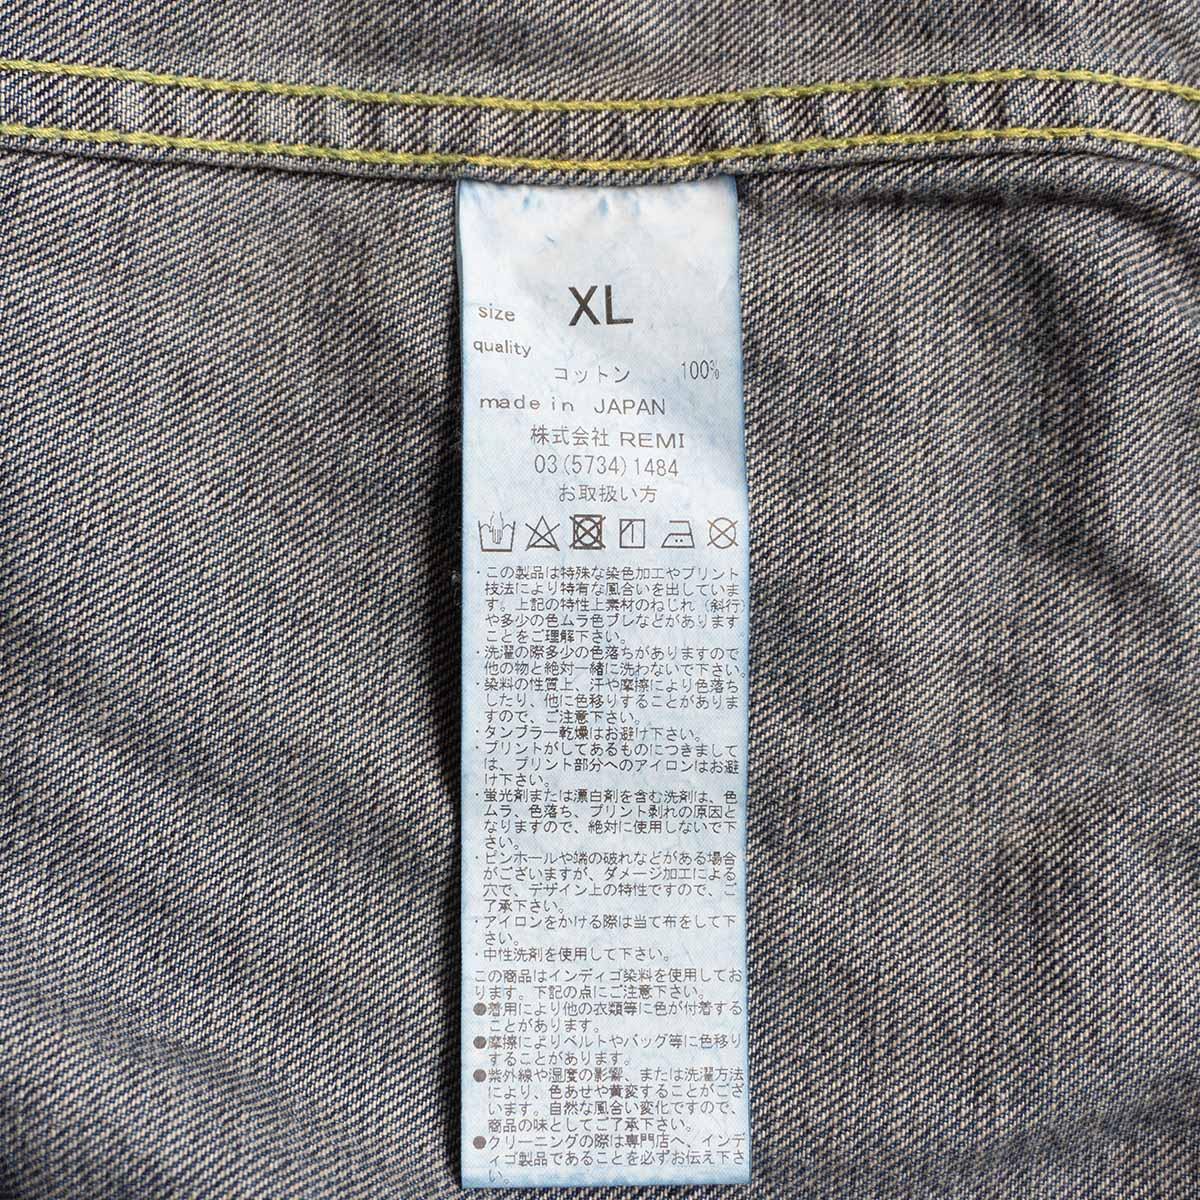 size XL
quality
コットン 100%
made in JAPAN
株式会社 REMI
03(5734)1484
お取扱い方
・この製品は特殊な染色加工やプリント
技法により特有な風合いを出しています
す。上記の特性上素材のねじれ（斜行）
や多少の色ムラ色ブレなどがあります
ことをご理解下さい。
・洗濯の際多少の色落ちがありますので
他の物と絶対一緒に洗わないで下さい。
・染料の性質上、汗や摩擦により色落ち
したり、他に色移りすることがありま
すので、ご注意下さい。
・タンブラー乾燥はお避け下さい。
・プリントがしてあるものにつきまして
は、プリント部分へのアイロンはお避
け下さい。
・蛍光剤または漂白剤を含む洗剤は、色
ムラ、色落ち、プリント剥れの原因と
なりますので、絶対に使用しないで下
さい。
・ピンホールや端の破れなどがある場合
がございますが、ダメージ加工による
穴で、デザイン上の特性ですので、ご
了承下さい。
・アイロンをかける際は当て布をして下
さい。
・中性洗剤を使用して下さい。
この商品はインディゴ染料を使用してお
ります。下記の点にご注意下さい。
●着用により他の衣類等に色が付着する
ことがあります。
●摩擦によりベルトやバッグ等に色移り
することがあります。
●紫外線や湿度の影響、または洗濯方法
により、色あせや黄変することがござ
います。自然な風合い変化ですので、
商品の味としてご了承下さい。
●クリーニングの際は専門店へ、インデ
ィゴ製品であることを必ずお伝え下さ
い。